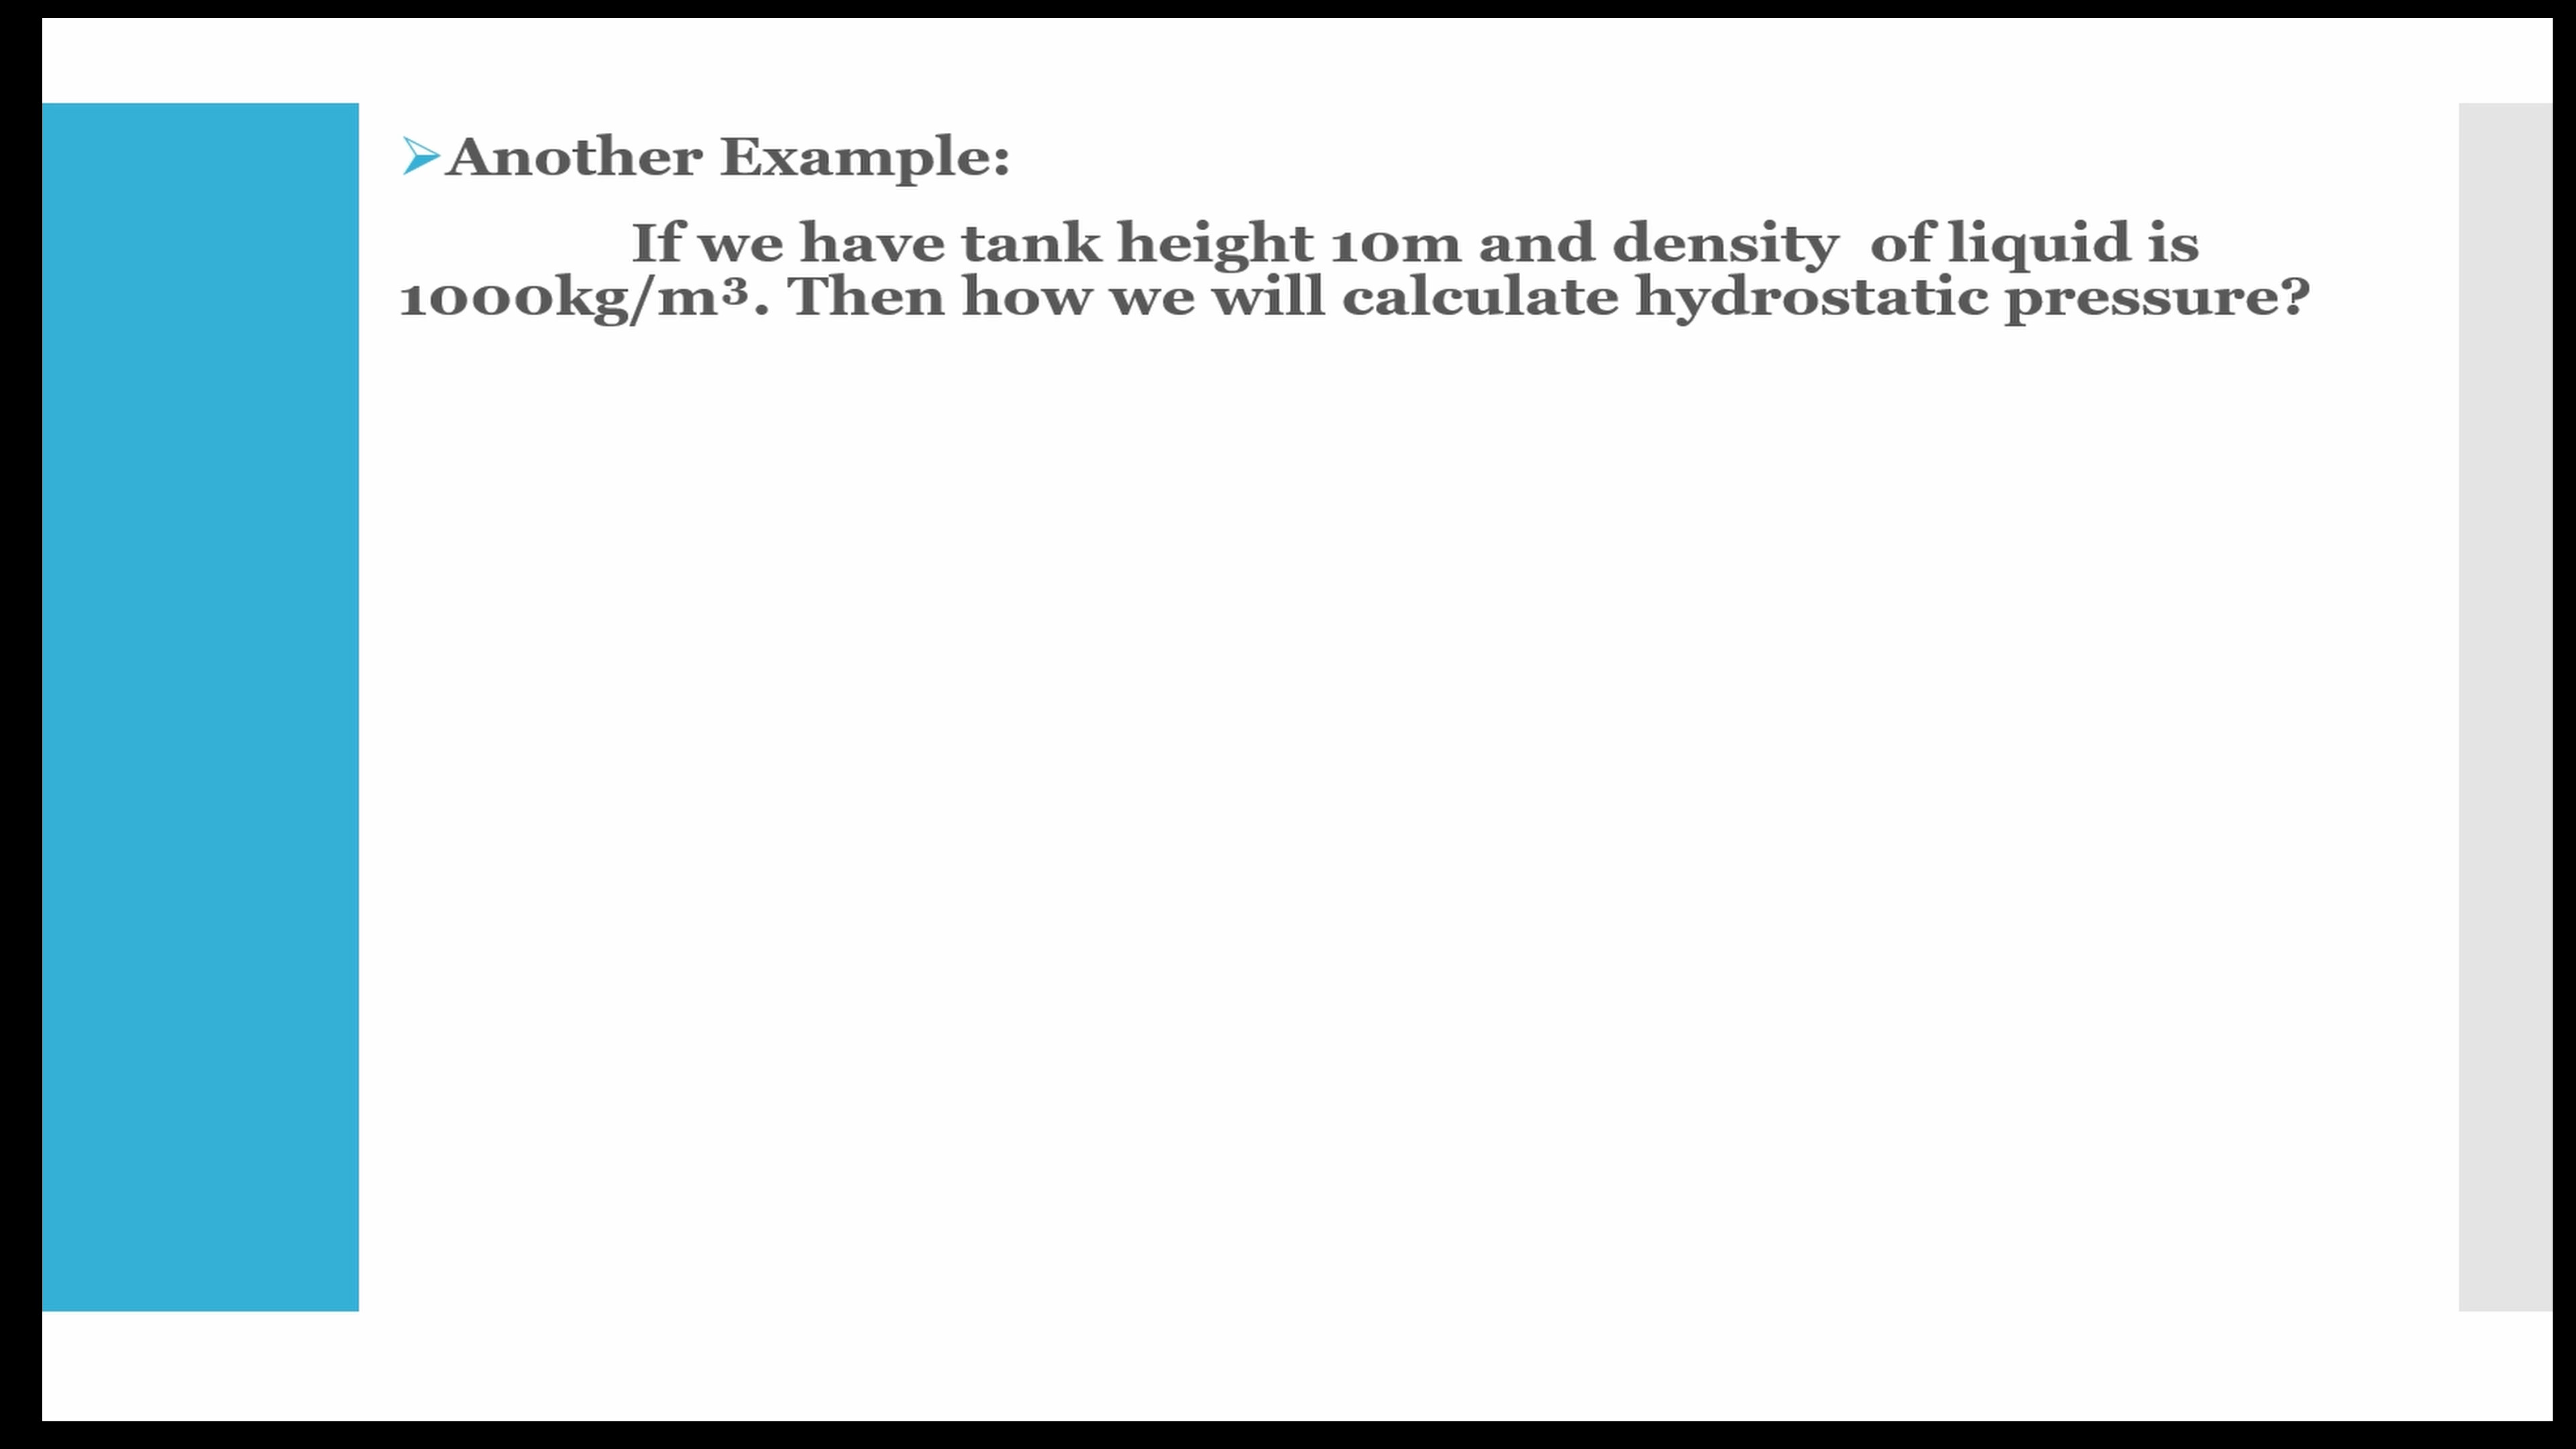 ➢Another Example:
If we have tank height 10m and density  of liquid is
1000kg/m³. Then how we will calculate hydrostatic pressure?